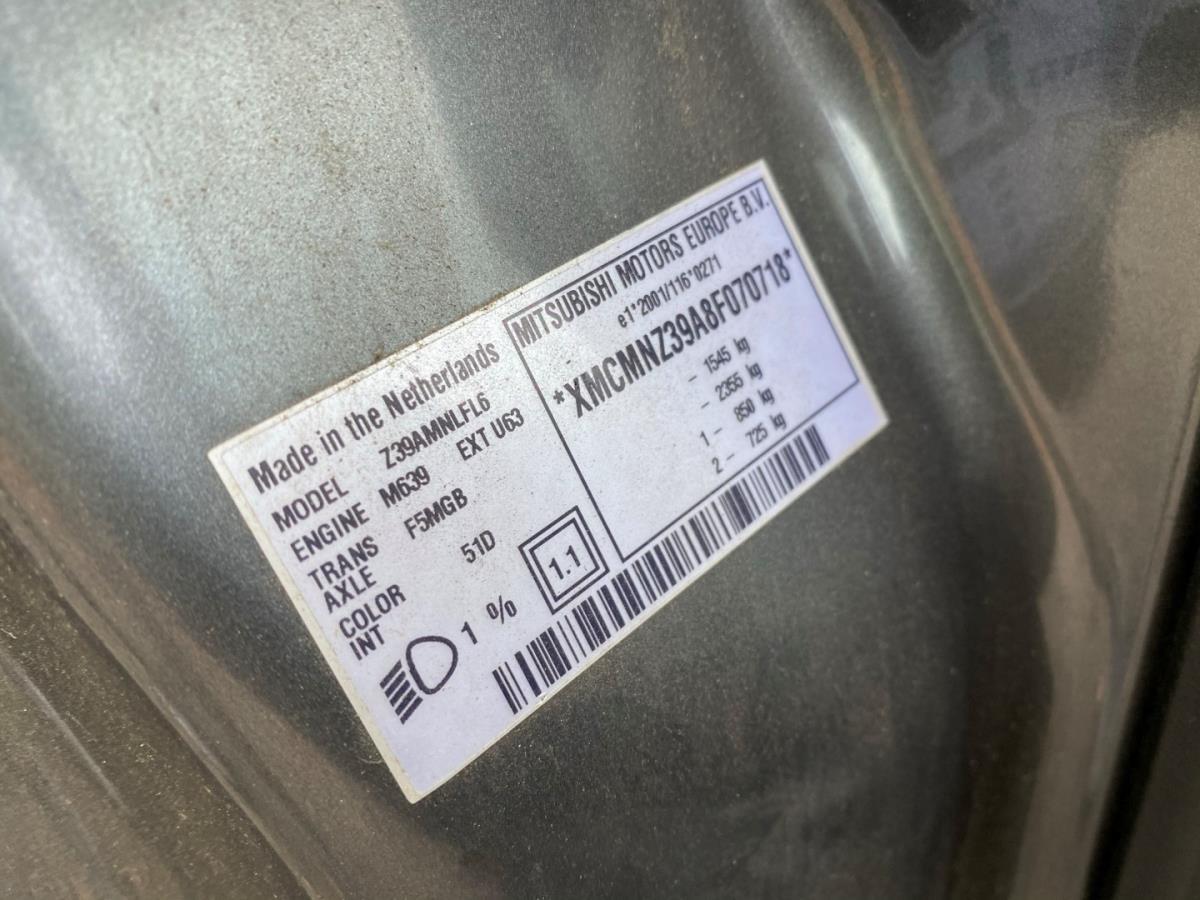 Made in the Netherlands
MODEL Z39AMNLFL6
ENGINE M639 EXT U63
TRANS F5MGB
AXLE
COLOR 51D
INT
1 %
1.1
MITSUBISHI MOTORS EUROPE B.V.
e1*2001/116*0271
*XMCMNZ39A8F070718*
– 1545 kg
– 2355 kg
1 – 850 kg
2 – 725 kg